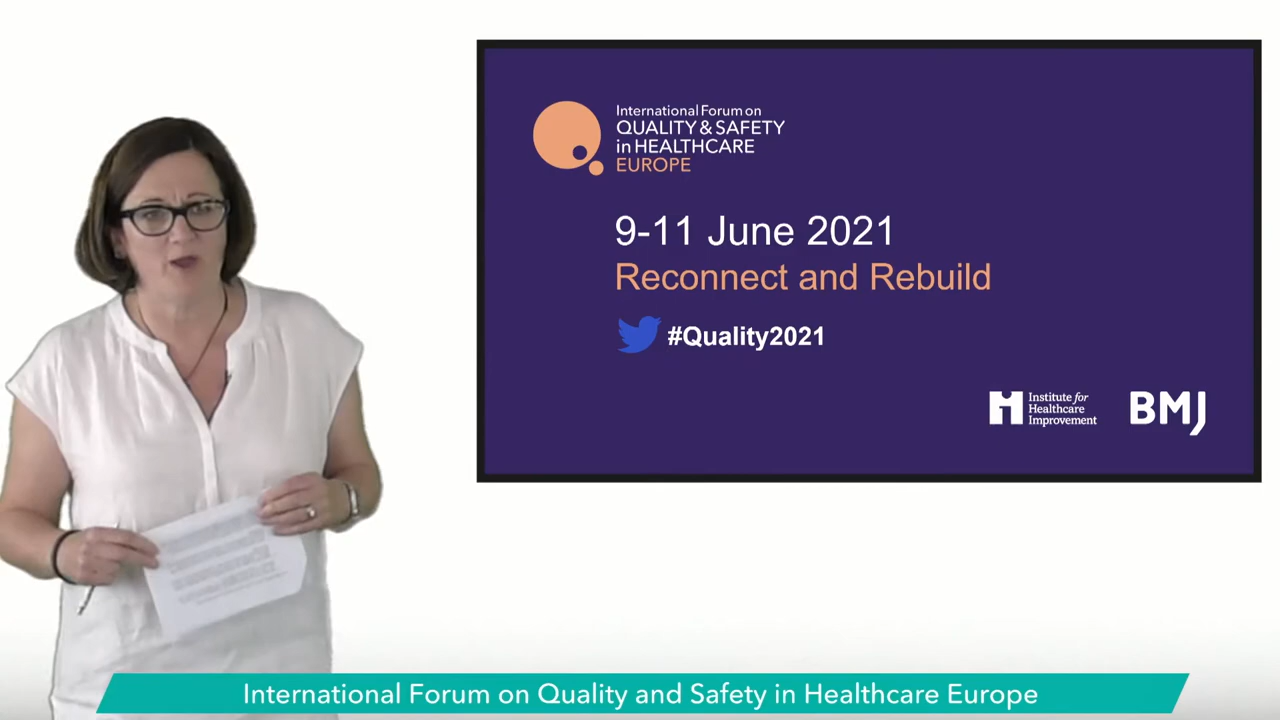 International Forum on
QUALITY & SAFETY
in HEALTHCARE
EUROPE
9-11 June 2021
Reconnect and Rebuild
#Quality2021
Institute for
Healthcare
Improvement
BMJ
International Forum on Quality and Safety in Healthcare Europe